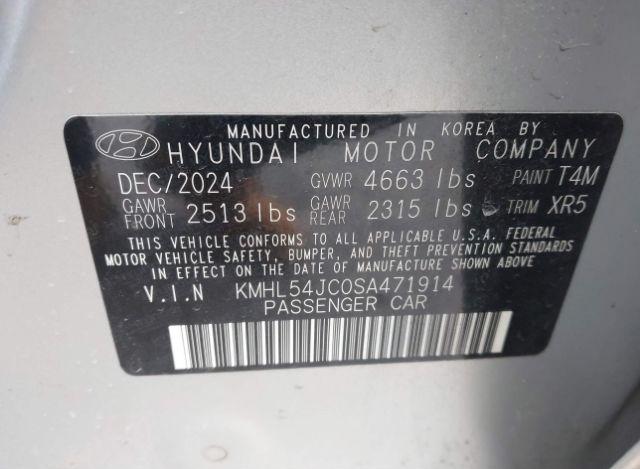 MANUFACTURED IN KOREA BY
HYUNDAI MOTOR COMPANY
DEC/2024 GVWR 4663 lbs PAINT T4M
GAWR FRONT 2513 lbs GAWR REAR 2315 lbs TRIM XR5
THIS VEHICLE CONFORMS TO ALL APPLICABLE U.S.A. FEDERAL
MOTOR VEHICLE SAFETY, BUMPER, AND THEFT PREVENTION STANDARDS
IN EFFECT ON THE DATE OF MANUFACTURE SHOWN ABOVE
V.I.N KMHL54JC0SA471914
PASSENGER CAR